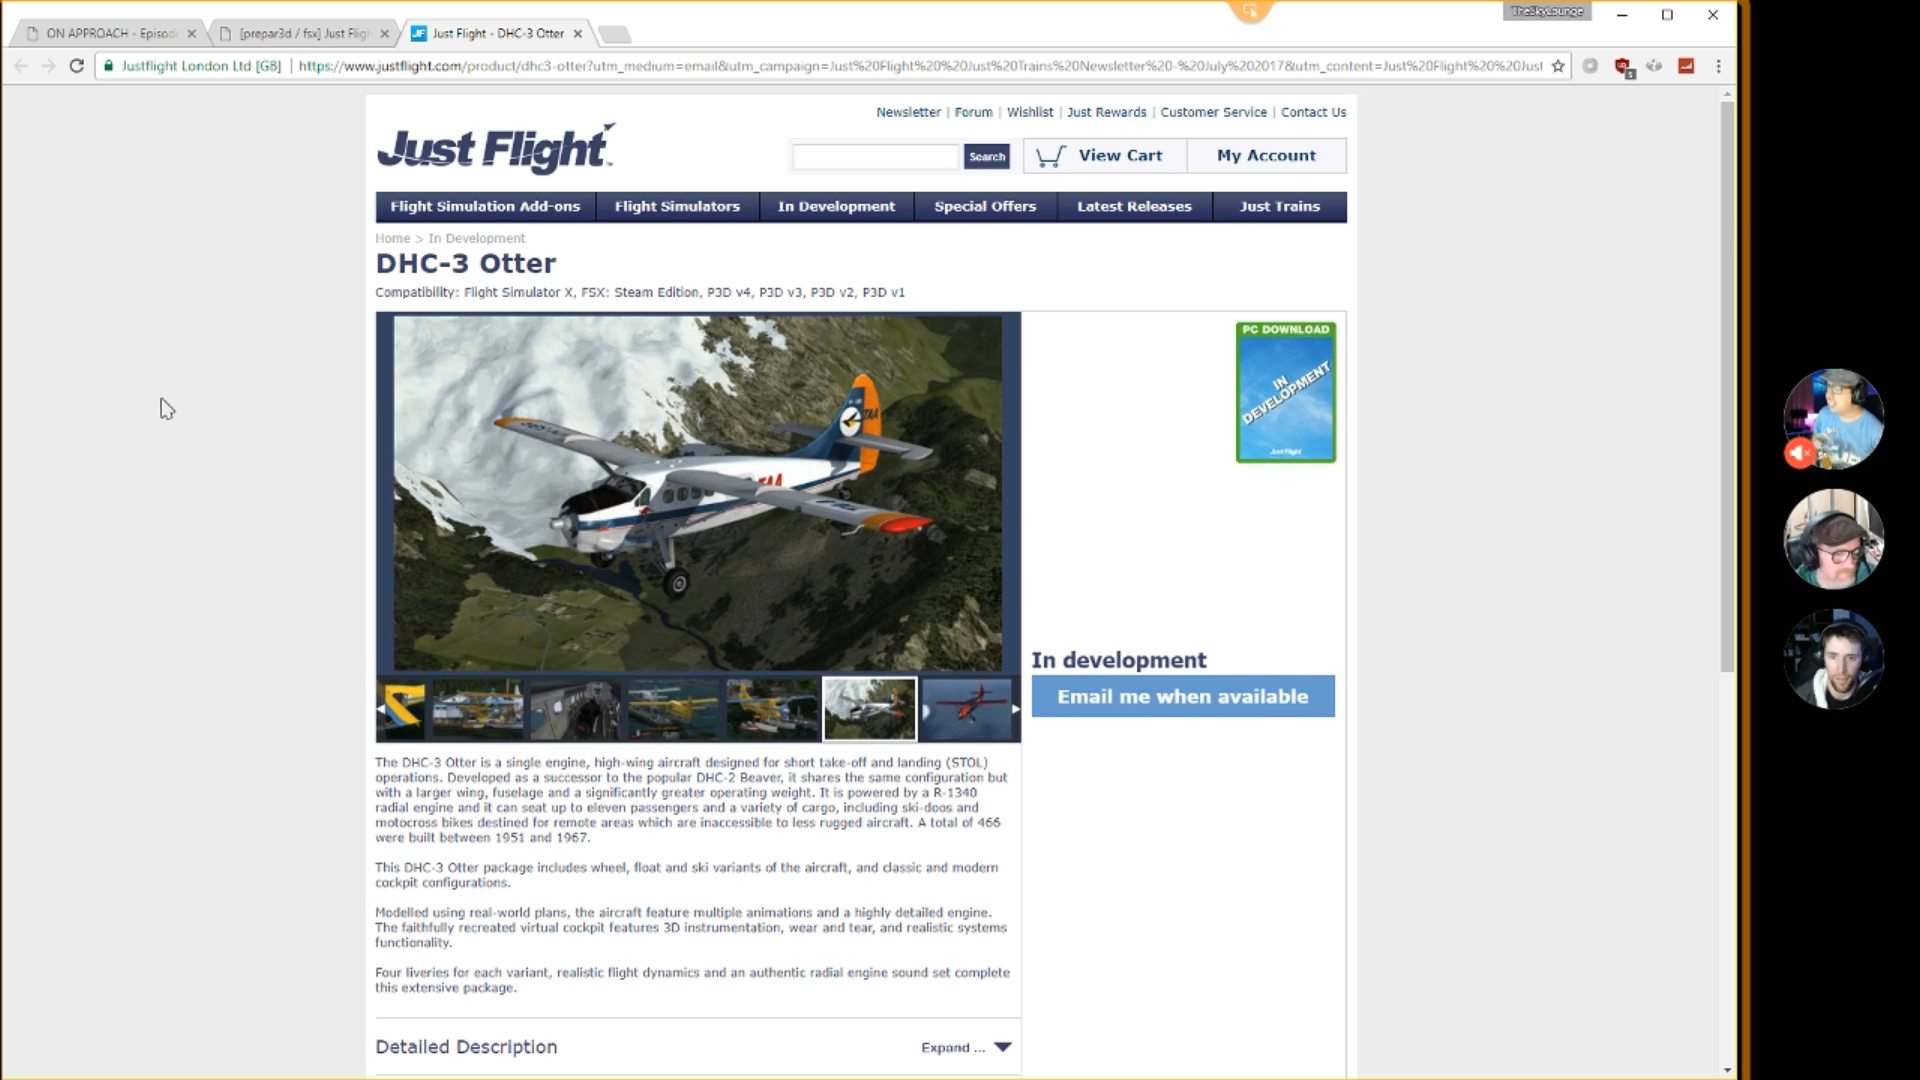 TheSkyLounge
ON APPROACH - Episod
[prepar3d / fsx] Just Fligh
Just Flight - DHC-3 Otter
Justflight London Ltd [GB] | https://www.justflight.com/product/dhc3-otter?utm_medium=email&utm_campaign=Just%20Flight%20%20Just%20Trains%20Newsletter%20-%20July%202017&utm_content=Just%20Flight%20%20Just
Newsletter | Forum | Wishlist | Just Rewards | Customer Service | Contact Us
Just Flight
Search
View Cart
My Account
Flight Simulation Add-ons
Flight Simulators
In Development
Special Offers
Latest Releases
Just Trains
Home > In Development
DHC-3 Otter
Compatibility: Flight Simulator X, FSX: Steam Edition, P3D v4, P3D v3, P3D v2, P3D v1
PC DOWNLOAD
IN
DEVELOPMENT
Just Flight
TAA
In development
Email me when available
The DHC-3 Otter is a single engine, high-wing aircraft designed for short take-off and landing (STOL)
operations. Developed as a successor to the popular DHC-2 Beaver, it shares the same configuration but
with a larger wing, fuselage and a significantly greater operating weight. It is powered by a R-1340
radial engine and it can seat up to eleven passengers and a variety of cargo, including ski-doos and
motocross bikes destined for remote areas which are inaccessible to less rugged aircraft. A total of 466
were built between 1951 and 1967.
This DHC-3 Otter package includes wheel, float and ski variants of the aircraft, and classic and modern
cockpit configurations.
Modelled using real-world plans, the aircraft feature multiple animations and a highly detailed engine.
The faithfully recreated virtual cockpit features 3D instrumentation, wear and tear, and realistic systems
functionality.
Four liveries for each variant, realistic flight dynamics and an authentic radial engine sound set complete
this extensive package.
Detailed Description
Expand ...